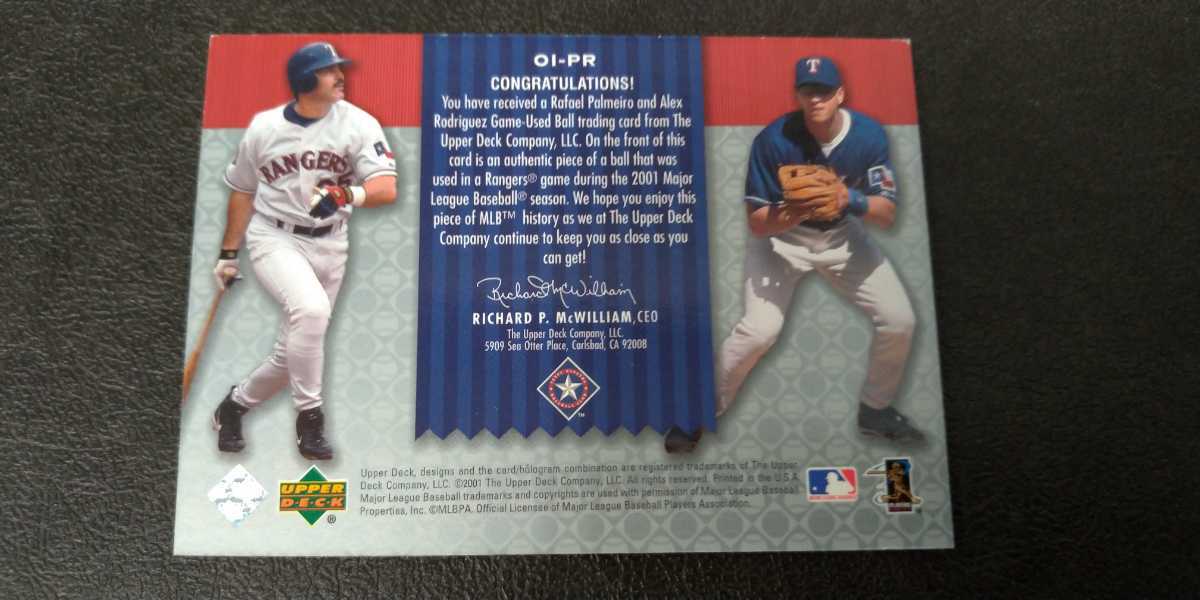 OI-PR
CONGRATULATIONS!
You have received a Rafael Palmeiro and Alex
Rodriguez Game-Used Ball trading card from The
Upper Deck Company, LLC. On the front of this
card is an authentic piece of a ball that was
used in a Rangers® game during the 2001 Major
League Baseball® season. We hope you enjoy this
piece of MLB™ history as we at The Upper Deck
Company continue to keep you as close as you
can get!
Richard McWilliam
RICHARD P. McWILLIAM, CEO
The Upper Deck Company, LLC.
5909 Sea Otter Place, Carlsbad, CA 92008
RANGERS
T
T
TM
UPPER
DECK
®
Upper Deck, designs and the card/hologram combination are registered trademarks of The Upper
Deck Company, LLC. ©2001 The Upper Deck Company, LLC. All rights reserved. Printed in the U.S.A.
Major League Baseball trademarks and copyrights are used with permission of Major League Baseball
Properties, Inc. ©MLBPA. Official Licensee of Major League Baseball Players Association.